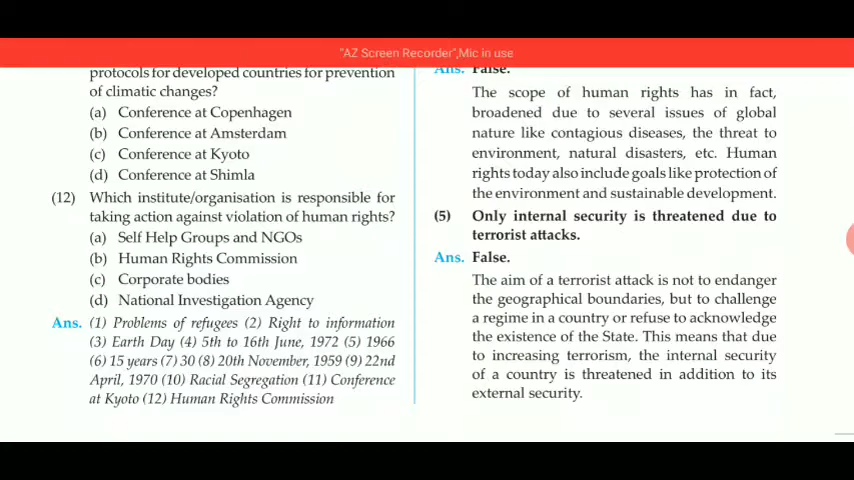 "AZ Screen Recorder",Mic in use
protocols for developed countries for prevention
of climatic changes?
(a) Conference at Copenhagen
(b) Conference at Amsterdam
(c) Conference at Kyoto
(d) Conference at Shimla
(12) Which institute/organisation is responsible for
taking action against violation of human rights?
(a) Self Help Groups and NGOs
(b) Human Rights Commission
(c) Corporate bodies
(d) National Investigation Agency
Ans. (1) Problems of refugees (2) Right to information
(3) Earth Day (4) 5th to 16th June, 1972 (5) 1966
(6) 15 years (7) 30 (8) 20th November, 1959 (9) 22nd
April, 1970 (10) Racial Segregation (11) Conference
at Kyoto (12) Human Rights Commission
Ans. False.
The scope of human rights has in fact,
broadened due to several issues of global
nature like contagious diseases, the threat to
environment, natural disasters, etc. Human
rights today also include goals like protection of
the environment and sustainable development.
(5) Only internal security is threatened due to
terrorist attacks.
Ans. False.
The aim of a terrorist attack is not to endanger
the geographical boundaries, but to challenge
a regime in a country or refuse to acknowledge
the existence of the State. This means that due
to increasing terrorism, the internal security
of a country is threatened in addition to its
external security.